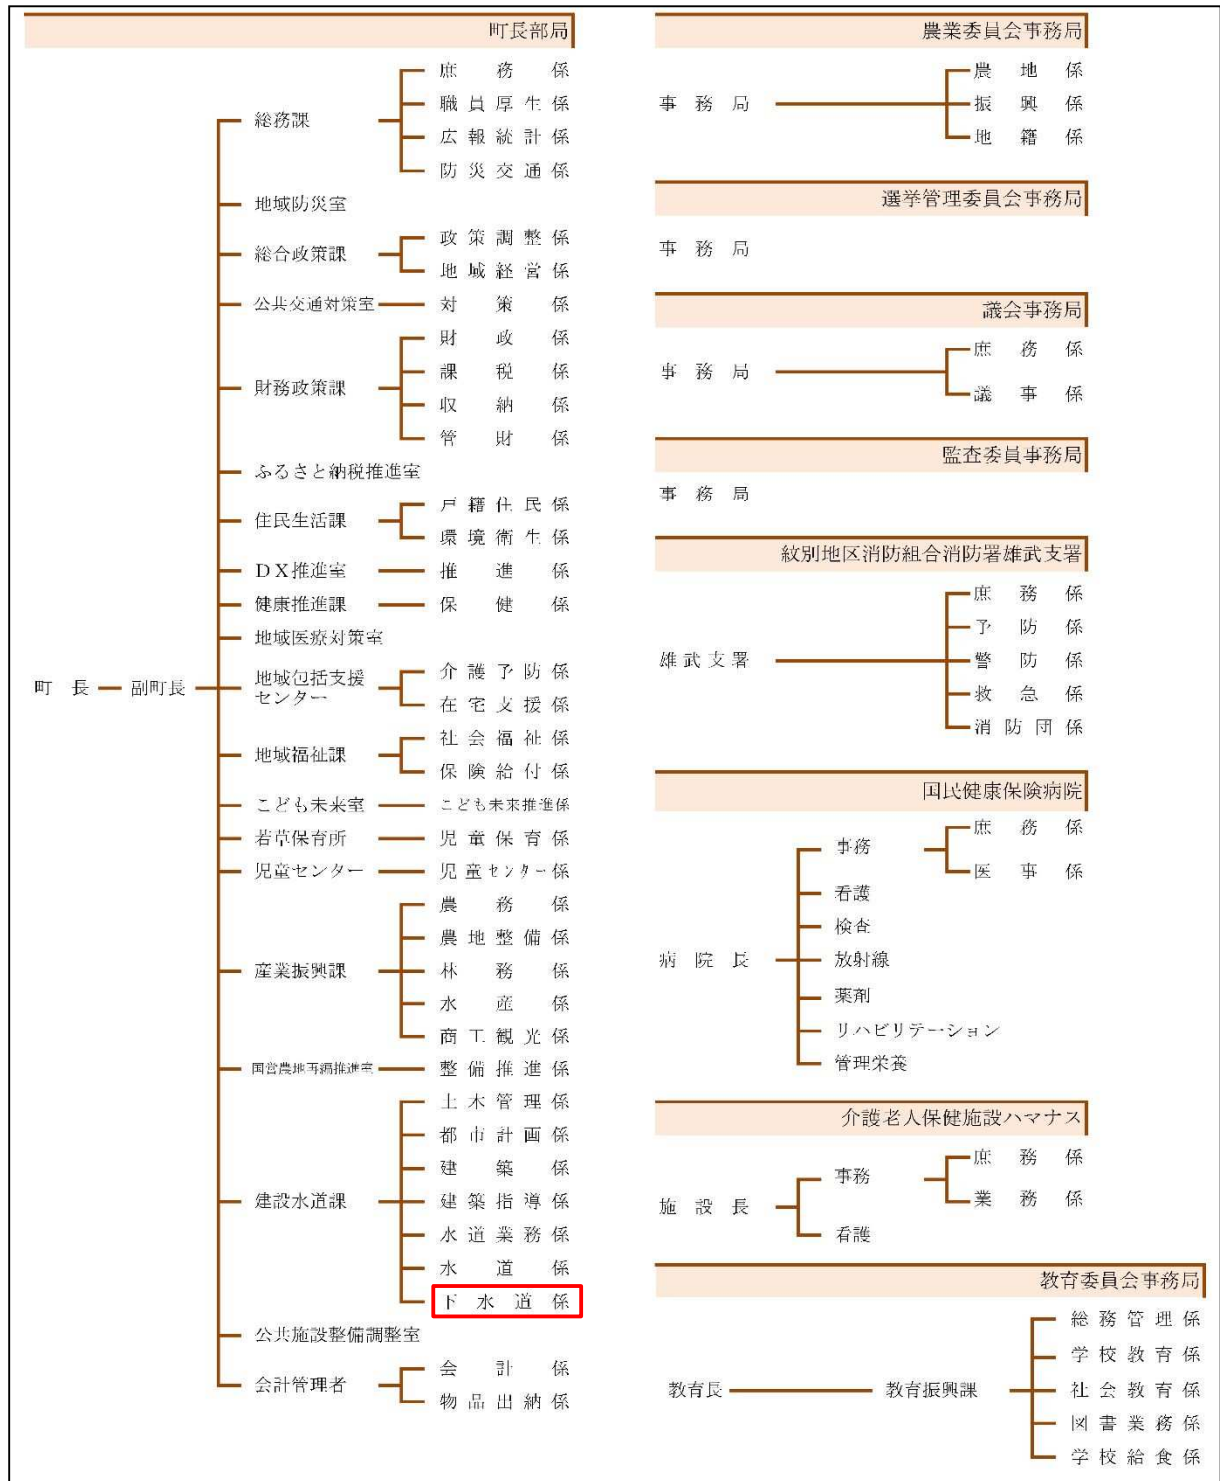 町長部局
町長
副町長
総務課
庶務係
職員厚生係
広報統計係
防災交通係
地域防災室
総合政策課
政策調整係
地域経営係
公共交通対策室
対策係
財務政策課
財政係
課税係
収納係
管財係
ふるさと納税推進室
住民生活課
戸籍住民係
環境衛生係
DX推進室
推進係
健康推進課
保健係
地域医療対策室
地域包括支援
センター
介護予防係
在宅支援係
地域福祉課
社会福祉係
保険給付係
こども未来室
こども未来推進係
若草保育所
児童保育係
児童センター
児童センター係
産業振興課
農務係
農地整備係
林務係
水産係
商工観光係
国営農地再編推進室
整備推進係
建設水道課
土木管理係
都市計画係
建築係
建築指導係
水道業務係
水道係
下水道係
公共施設整備調整室
会計管理者
会計係
物品出納係
農業委員会事務局
事務局
農地係
振興係
地籍係
選挙管理委員会事務局
事務局
議会事務局
事務局
庶務係
議事係
監査委員事務局
事務局
紋別地区消防組合消防署雄武支署
雄武支署
庶務係
予防係
警防係
救急係
消防団係
国民健康保険病院
病院長
事務
庶務係
医事係
看護
検査
放射線
薬剤
リハビリテーション
管理栄養
介護老人保健施設ハマナス
施設長
事務
庶務係
業務係
看護
教育委員会事務局
教育長
教育振興課
総務管理係
学校教育係
社会教育係
図書業務係
学校給食係